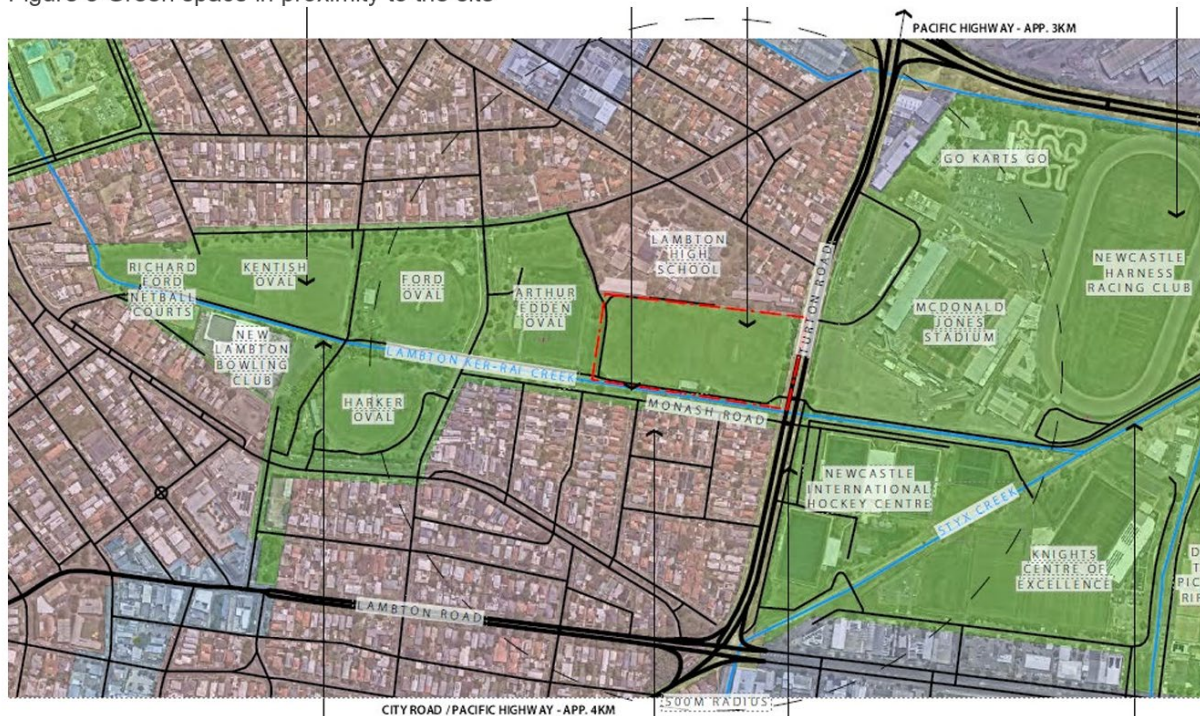 Figure 6 Green space in proximity to the site
PACIFIC HIGHWAY - APP. 3KM
GO KARTS GO
LAMBTON
HIGH
SCHOOL
TURTON ROAD
NEWCASTLE
HARNESS
RACING CLUB
RICHARD
FORD
NETBALL
COURTS
KENTISH
OVAL
FORD
OVAL
ARTHUR
EDDEN
OVAL
MCDONALD
JONES
STADIUM
NEW
LAMBTON
BOWLING
CLUB
LAMBTON KER-RAI CREEK
HARKER
OVAL
MONASH ROAD
NEWCASTLE
INTERNATIONAL
HOCKEY CENTRE
STYX CREEK
KNIGHTS
CENTRE OF
EXCELLENCE
LAMBTON ROAD
500M RADIUS
CITY ROAD / PACIFIC HIGHWAY - APP. 4KM